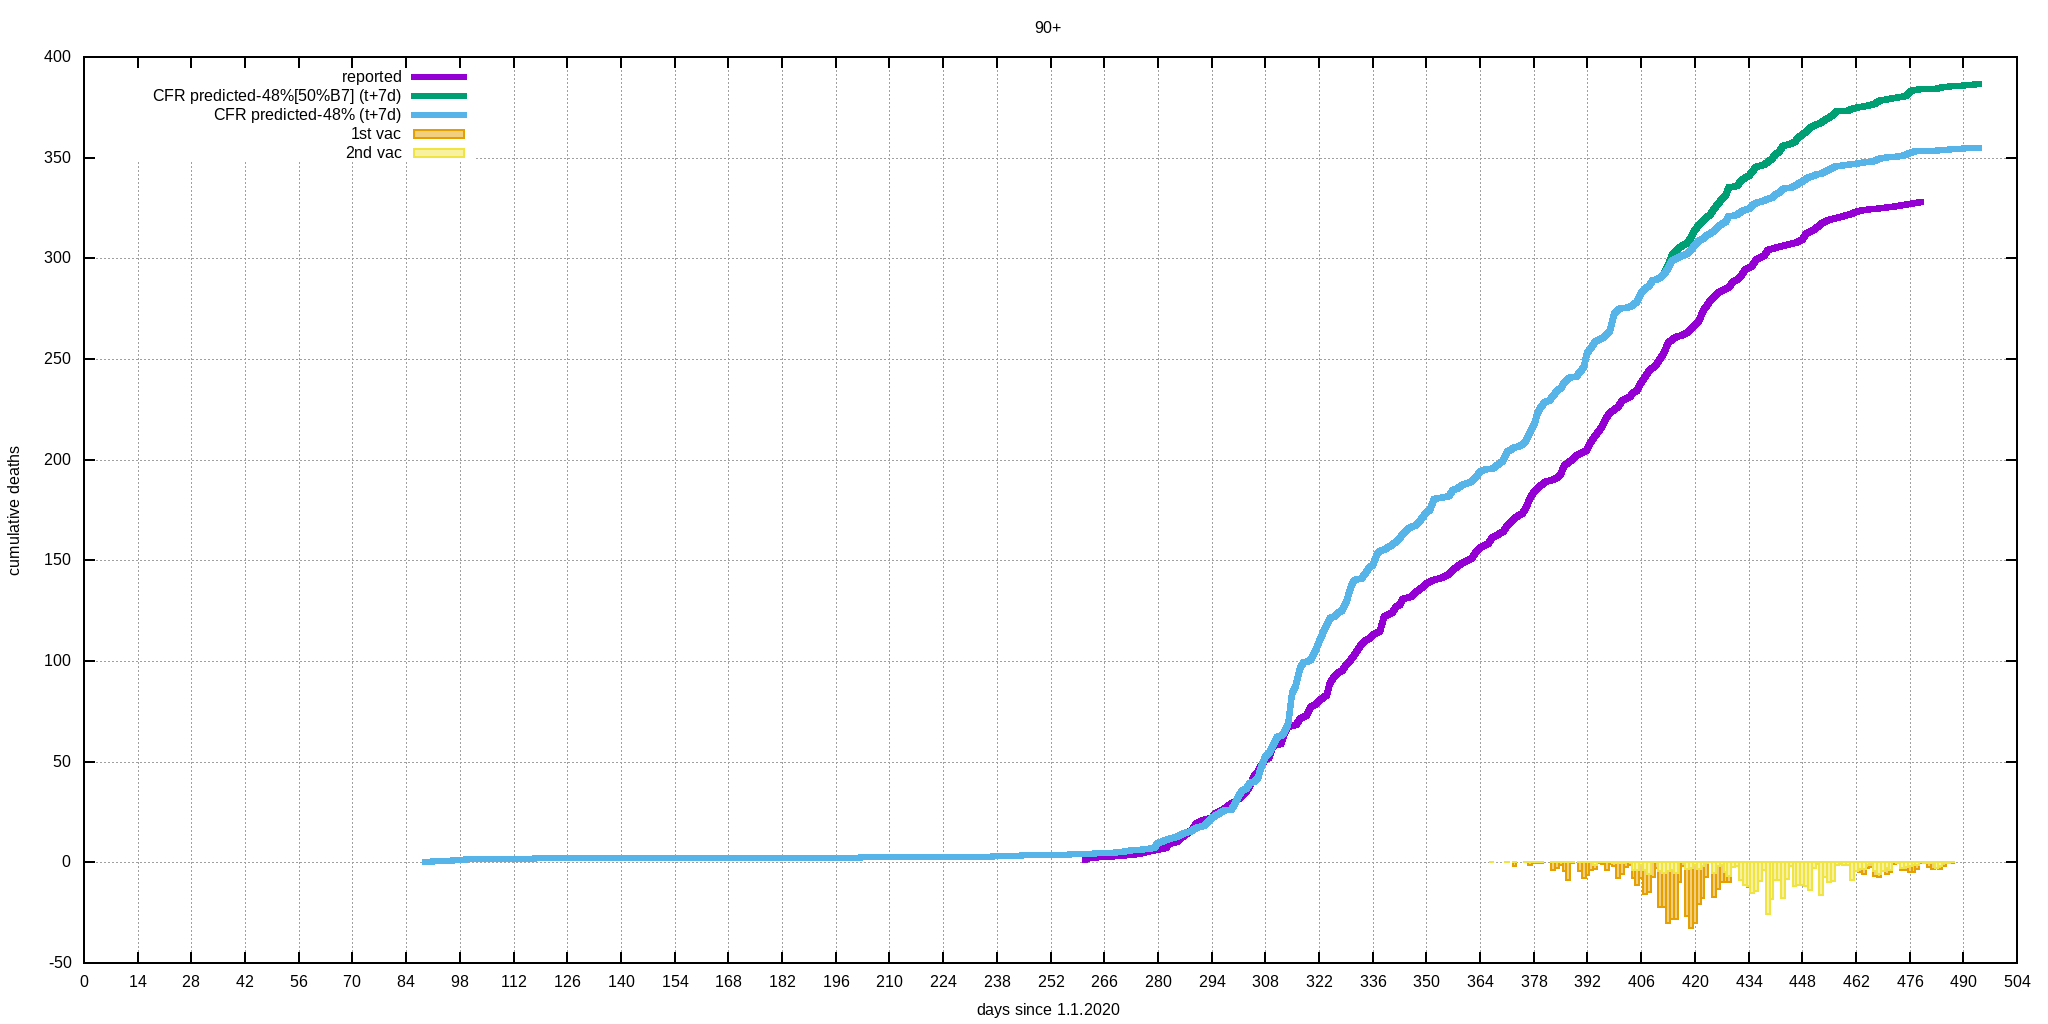 90+
400
350
300
250
200
150
100
50
0
-50
reported
CFR predicted-48%[50%B7] (t+7d)
CFR predicted-48% (t+7d)
1st vac
2nd vac
cumulative deaths
0 14 28 42 56 70 84 98 112 126 140 154 168 182 196 210 224 238 252 266 280 294 308 322 336 350 364 378 392 406 420 434 448 462 476 490 504
days since 1.1.2020